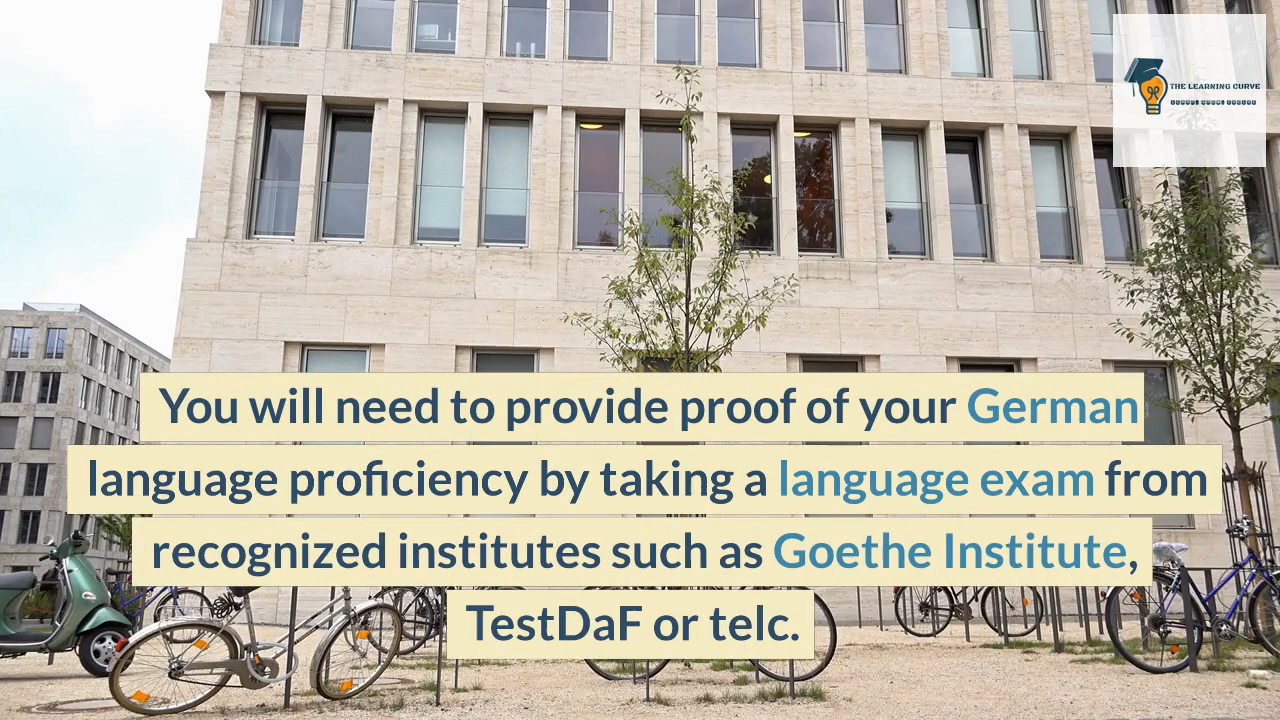 THE LEARNING CURVE
You will need to provide proof of your German
language proficiency by taking a language exam from
recognized institutes such as Goethe Institute,
TestDaF or telc.